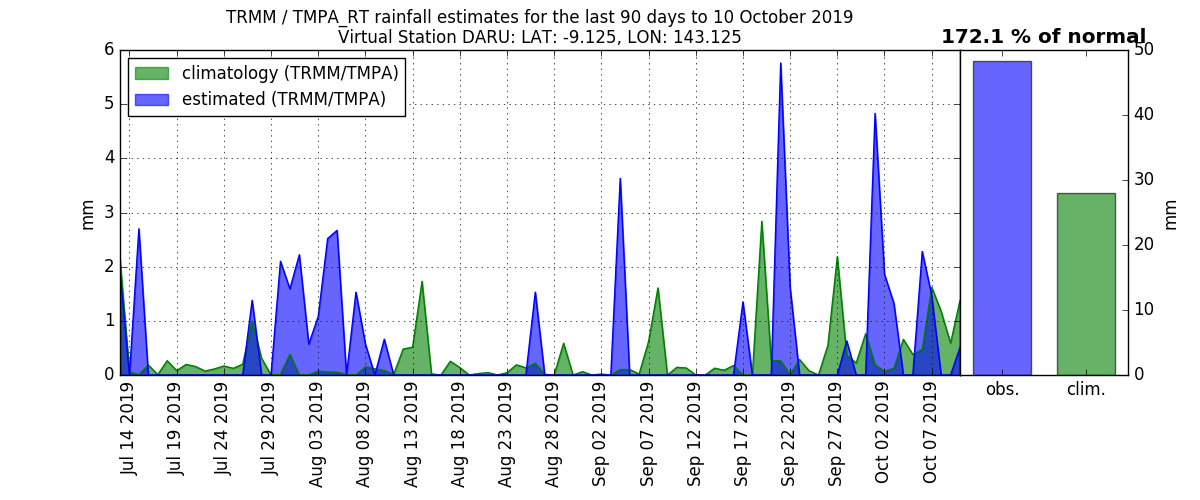 TRMM / TMPA_RT rainfall estimates for the last 90 days to 10 October 2019
Virtual Station DARU: LAT: -9.125, LON: 143.125
172.1 % of normal
climatology (TRMM/TMPA)
estimated (TRMM/TMPA)
6
5
4
3
2
1
0
mm
Jul 14 2019
Jul 19 2019
Jul 24 2019
Jul 29 2019
Aug 03 2019
Aug 08 2019
Aug 13 2019
Aug 18 2019
Aug 23 2019
Aug 28 2019
Sep 02 2019
Sep 07 2019
Sep 12 2019
Sep 17 2019
Sep 22 2019
Sep 27 2019
Oct 02 2019
Oct 07 2019
obs.
clim.
50
40
30
20
10
0
mm